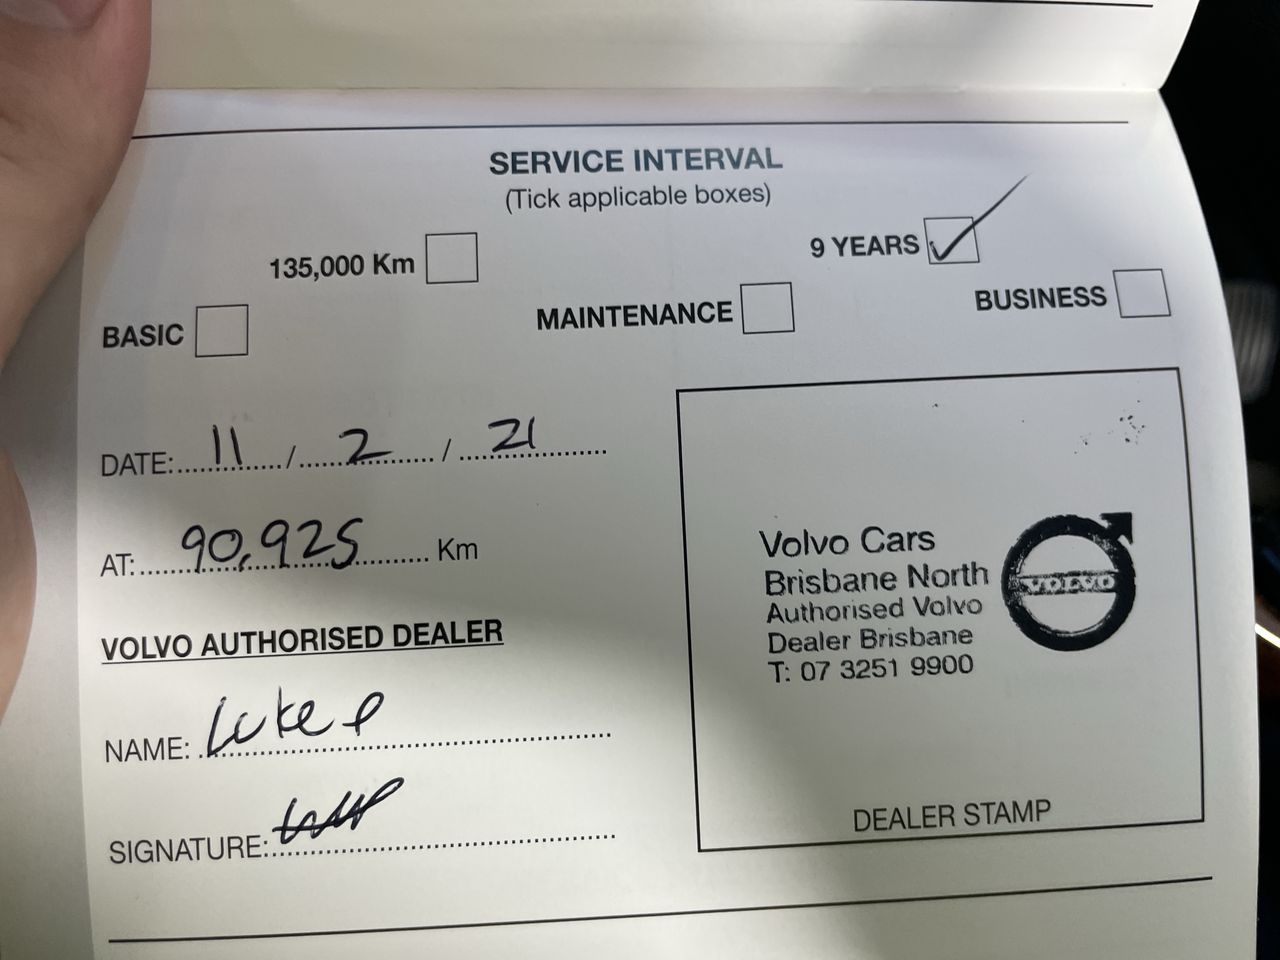 SERVICE INTERVAL
(Tick applicable boxes)
135,000 Km
9 YEARS
BASIC
MAINTENANCE
BUSINESS
DATE: 11 / 2 / 21
AT: 90,925 Km
VOLVO AUTHORISED DEALER
NAME: Luke P
SIGNATURE:
Volvo Cars
Brisbane North
Authorised Volvo
Dealer Brisbane
T: 07 3251 9900
VOLVO
DEALER STAMP